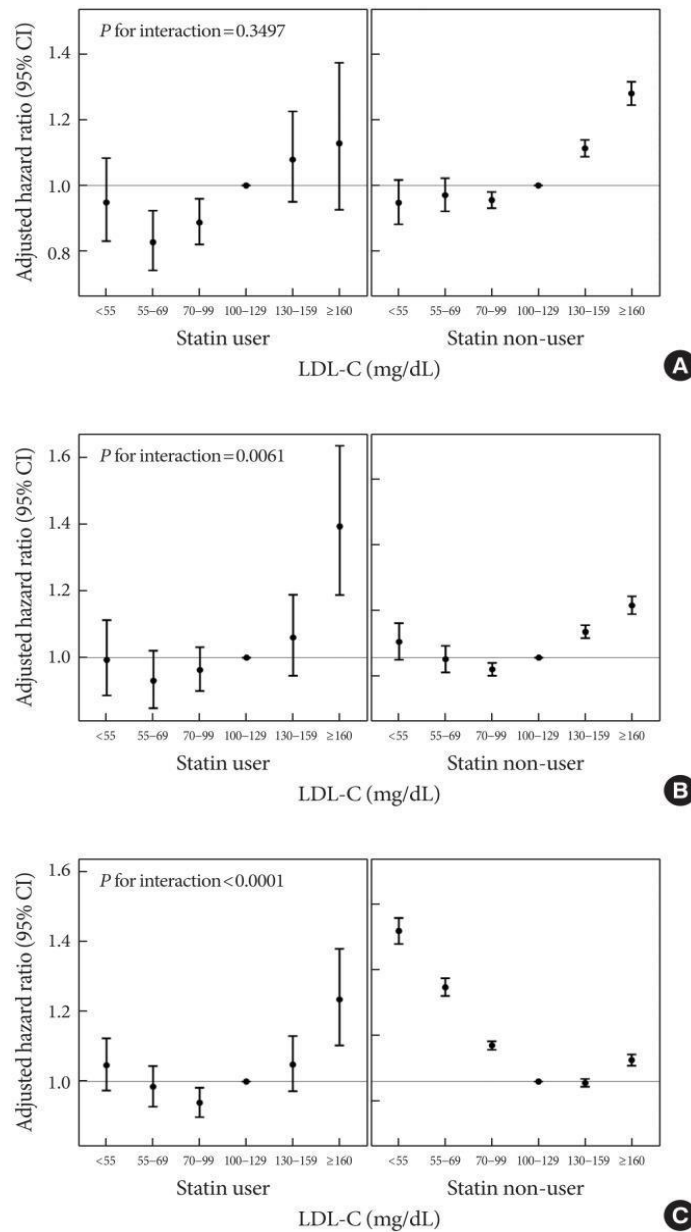 Adjusted hazard ratio (95% CI)
P for interaction=0.3497
1.4
1.2
1.0
0.8
<55 55–69 70–99 100–129 130–159 ≥160
<55 55–69 70–99 100–129 130–159 ≥160
Statin user Statin non-user
LDL-C (mg/dL)
A
Adjusted hazard ratio (95% CI)
P for interaction=0.0061
1.6
1.4
1.2
1.0
<55 55–69 70–99 100–129 130–159 ≥160
<55 55–69 70–99 100–129 130–159 ≥160
Statin user Statin non-user
LDL-C (mg/dL)
B
Adjusted hazard ratio (95% CI)
P for interaction<0.0001
1.6
1.4
1.2
1.0
<55 55–69 70–99 100–129 130–159 ≥160
<55 55–69 70–99 100–129 130–159 ≥160
Statin user Statin non-user
LDL-C (mg/dL)
C